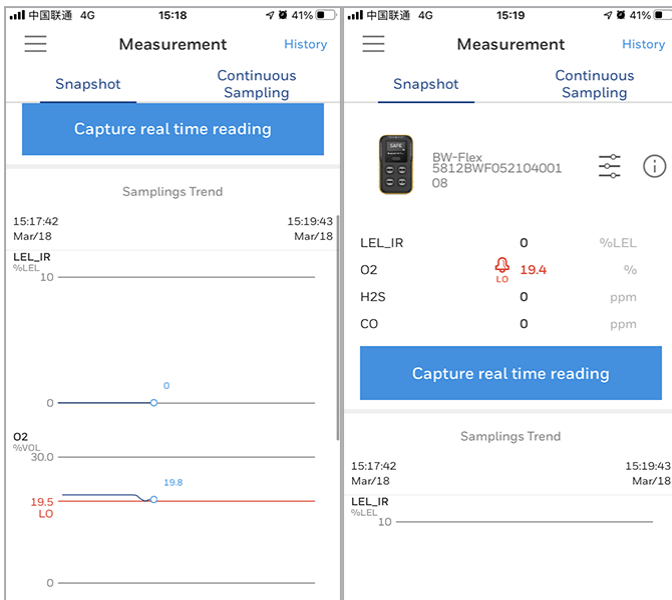 中国联通 4G 15:18 41%
Measurement
History
Snapshot
Continuous
Sampling
Capture real time reading
Samplings Trend
15:17:42 15:19:43
Mar/18 Mar/18
LEL_IR
%LEL
10
0
0
O2
%VOL
30.0
19.8
19.5
LO
0
中国联通 4G 15:19 41%
Measurement
History
Snapshot
Continuous
Sampling
SAFE
BW-Flex
5812BWF052104001
08
LEL_IR 0 %LEL
O2 19.4 %
LO
H2S 0 ppm
CO 0 ppm
Capture real time reading
Samplings Trend
15:17:42 15:19:43
Mar/18 Mar/18
LEL_IR
%LEL
10